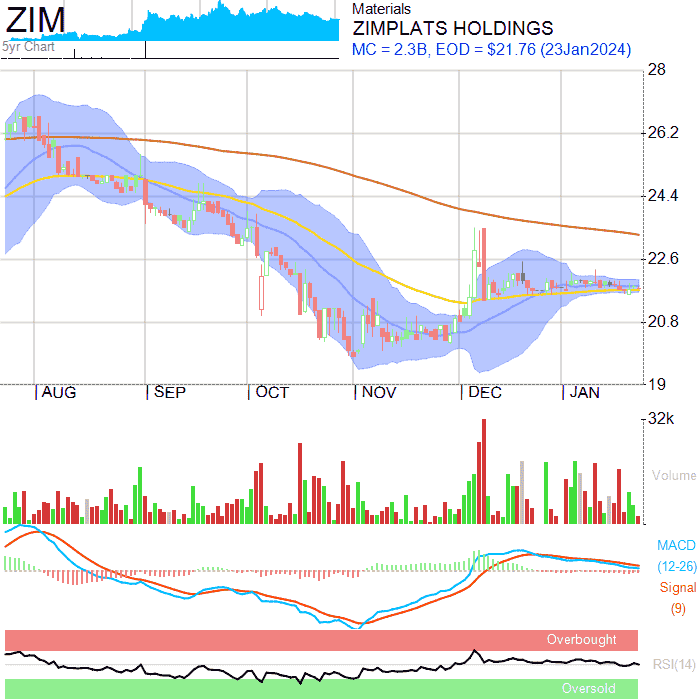 ZIM
5yr Chart
Materials
ZIMPLATS HOLDINGS
MC = 2.3B, EOD = $21.76 (23Jan2024)
28
26.2
24.4
22.6
20.8
19
AUG SEP OCT NOV DEC JAN
32k
Volume
MACD
(12-26)
Signal
(9)
Overbought
RSI(14)
Oversold